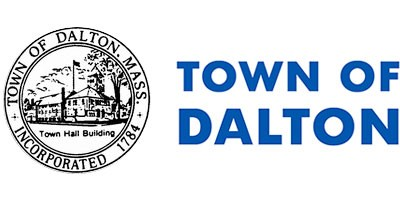 TOWN OF DALTON, MASS
Town Hall Building
INCORPORATED 1784
TOWN OF
DALTON